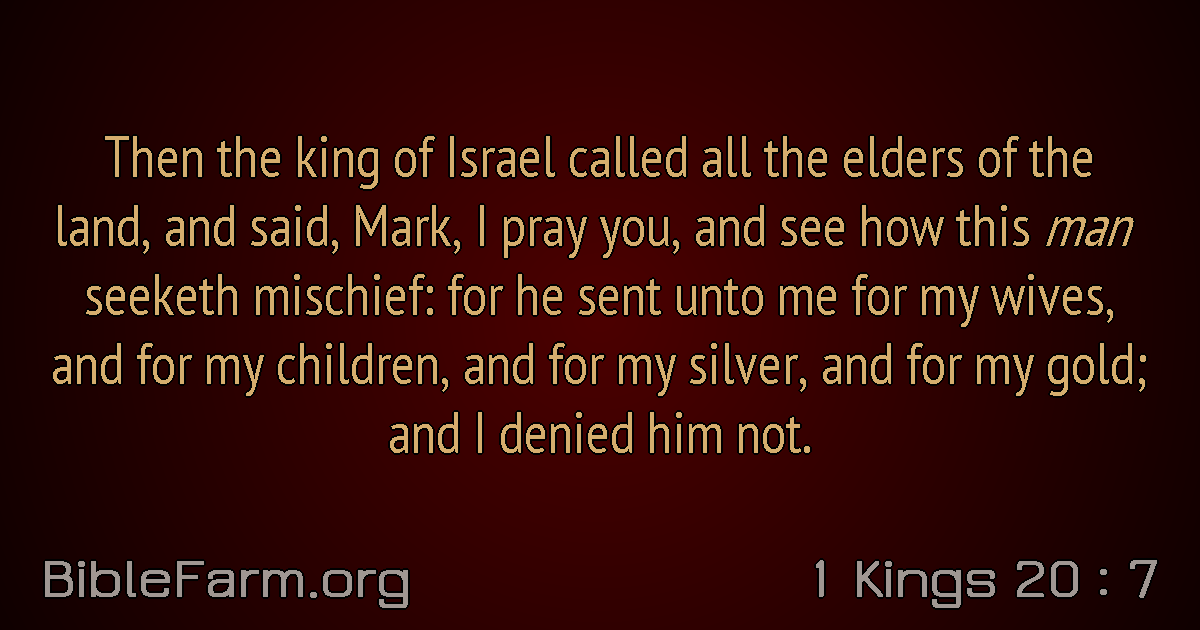 Then the king of Israel called all the elders of the
land, and said, Mark, I pray you, and see how this man
seeketh mischief: for he sent unto me for my wives,
and for my children, and for my silver, and for my gold;
and I denied him not.
BibleFarm.org
1 Kings 20 : 7